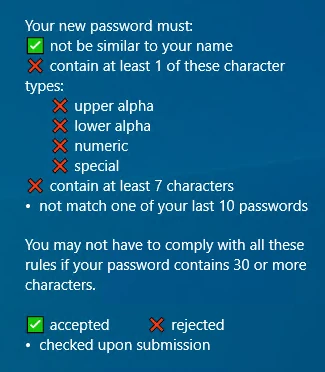 Your new password must:
✅ not be similar to your name
❌ contain at least 1 of these character
types:
❌ upper alpha
❌ lower alpha
❌ numeric
❌ special
❌ contain at least 7 characters
• not match one of your last 10 passwords
You may not have to comply with all these
rules if your password contains 30 or more
characters.
✅ accepted ❌ rejected
• checked upon submission